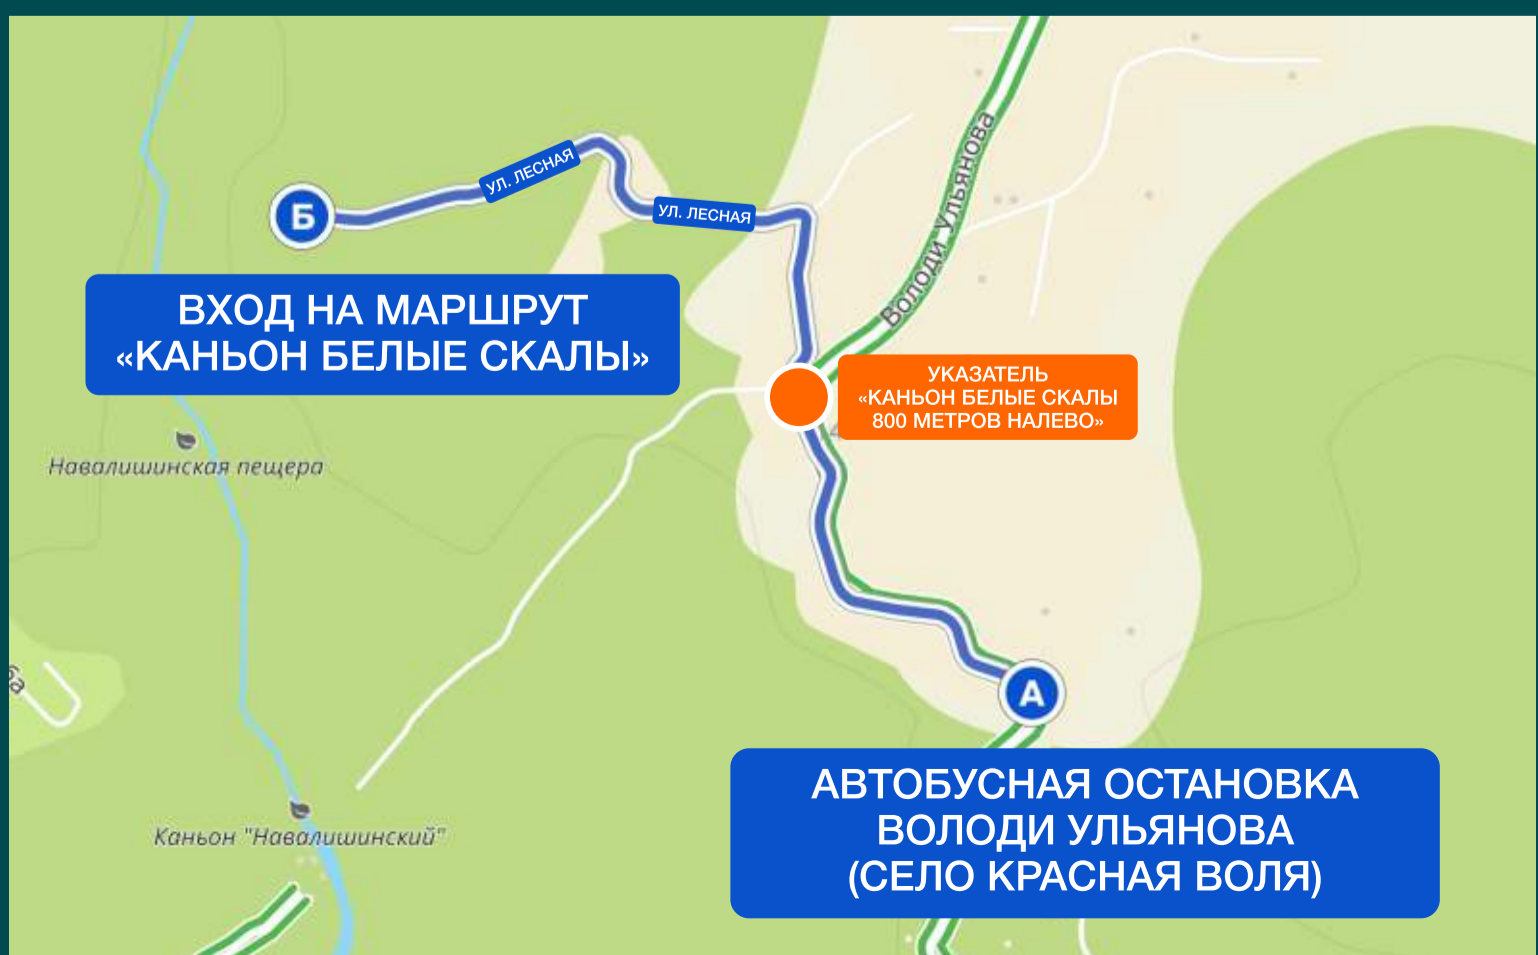 УЛ. ЛЕСНАЯ
УЛ. ЛЕСНАЯ
Б
Володи Ульянова
ВХОД НА МАРШРУТ
«КАНЬОН БЕЛЫЕ СКАЛЫ»
УКАЗАТЕЛЬ
«КАНЬОН БЕЛЫЕ СКАЛЫ
800 МЕТРОВ НАЛЕВО»
Навалишинская пещера
А
АВТОБУСНАЯ ОСТАНОВКА
ВОЛОДИ УЛЬЯНОВА
(СЕЛО КРАСНАЯ ВОЛЯ)
Каньон "Навалишинский"